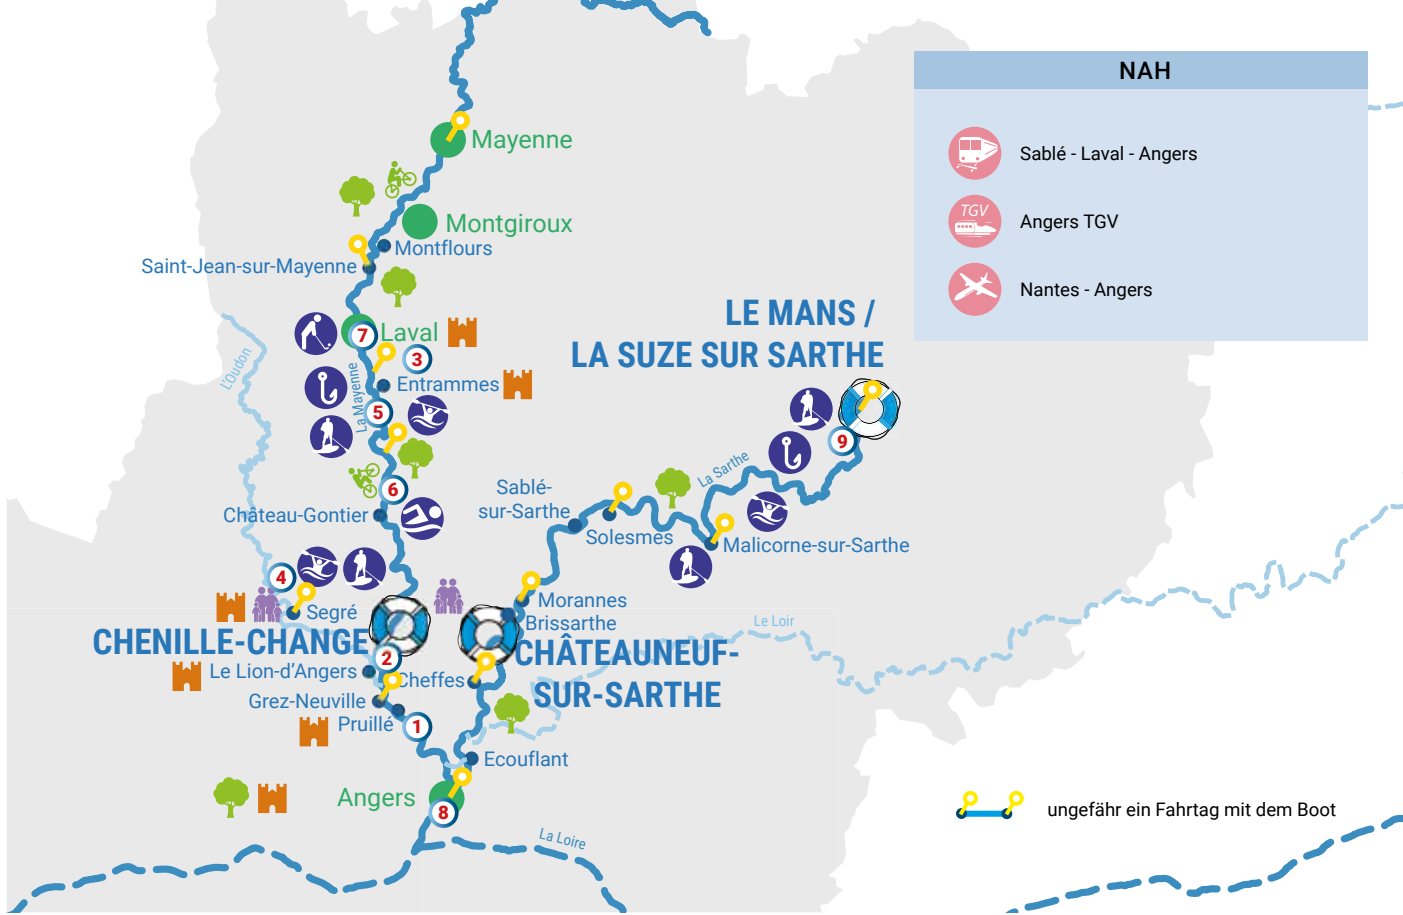 NAH
Sablé - Laval - Angers
TGV
Angers TGV
Nantes - Angers
Mayenne
Montgiroux
Montflours
Saint-Jean-sur-Mayenne
7
Laval
3
Entrammes
L'Oudon
La Mayenne
5
6
Château-Gontier
4
Segré
CHENILLE-CHANGE
2
Le Lion-d'Angers
Grez-Neuville
Pruillé
1
Angers
8
LE MANS /
LA SUZE SUR SARTHE
9
La Sarthe
Sablé-
sur-Sarthe
Solesmes
Malicorne-sur-Sarthe
Morannes
Brissarthe
CHÂTEAUNEUF-
SUR-SARTHE
Cheffes
Le Loir
Ecouflant
La Loire
ungefähr ein Fahrtag mit dem Boot